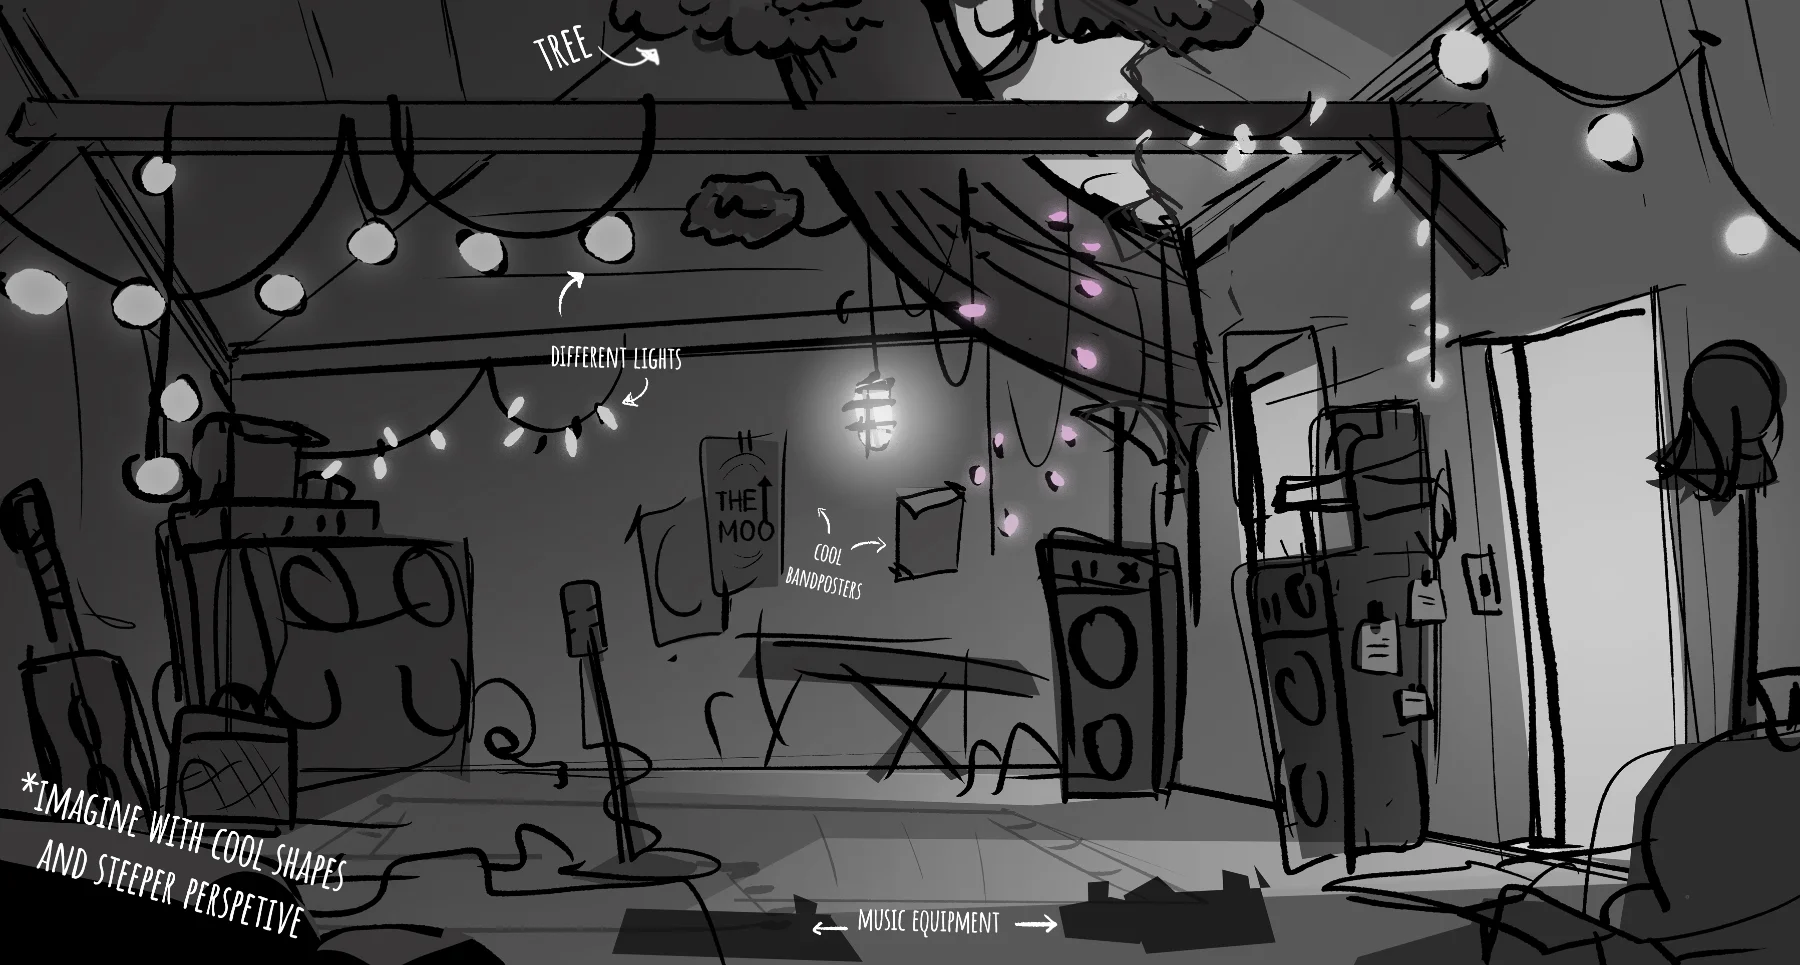 TREE
DIFFERENT LIGHTS
THE
MOO
COOL
BANDPOSTERS
*IMAGINE WITH COOL SHAPES
AND STEEPER PERSPETIVE
MUSIC EQUIPMENT